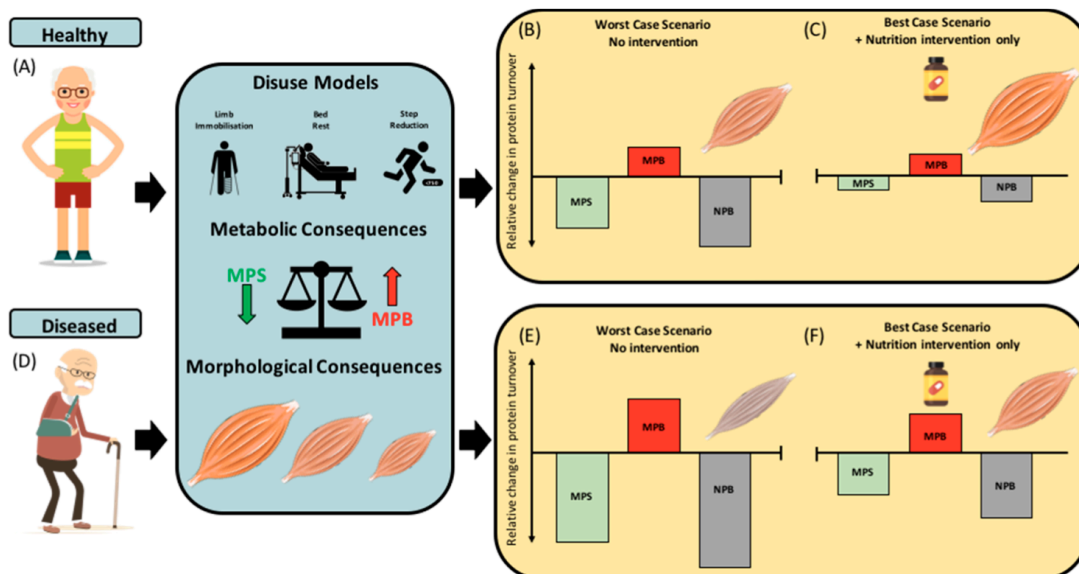 Healthy
(A)
Disuse Models
Limb
Immobilisation
Bed
Rest
Step
Reduction
Metabolic Consequences
MPS
MPB
Morphological Consequences
Diseased
(D)
(B)
Worst Case Scenario
No intervention
Relative change in protein turnover
MPS
MPB
NPB
(C)
Best Case Scenario
+ Nutrition intervention only
MPS
MPB
NPB
(E)
Worst Case Scenario
No intervention
Relative change in protein turnover
MPS
MPB
NPB
(F)
Best Case Scenario
+ Nutrition intervention only
MPS
MPB
NPB